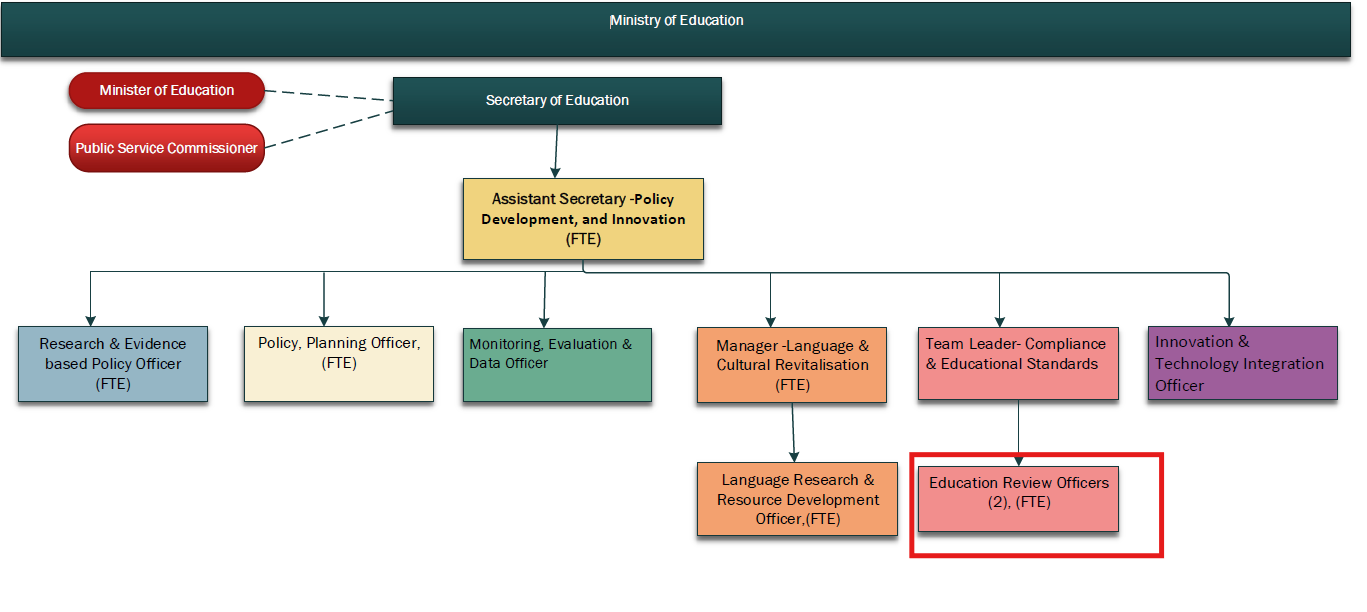 Ministry of Education
Minister of Education
Secretary of Education
Public Service Commissioner
Assistant Secretary -Policy
Development, and Innovation
(FTE)
Research & Evidence
based Policy Officer
(FTE)
Policy, Planning Officer,
(FTE)
Monitoring, Evaluation &
Data Officer
Manager -Language &
Cultural Revitalisation
(FTE)
Team Leader- Compliance
& Educational Standards
Innovation &
Technology Integration
Officer
Language Research &
Resource Development
Officer,(FTE)
Education Review Officers
(2), (FTE)